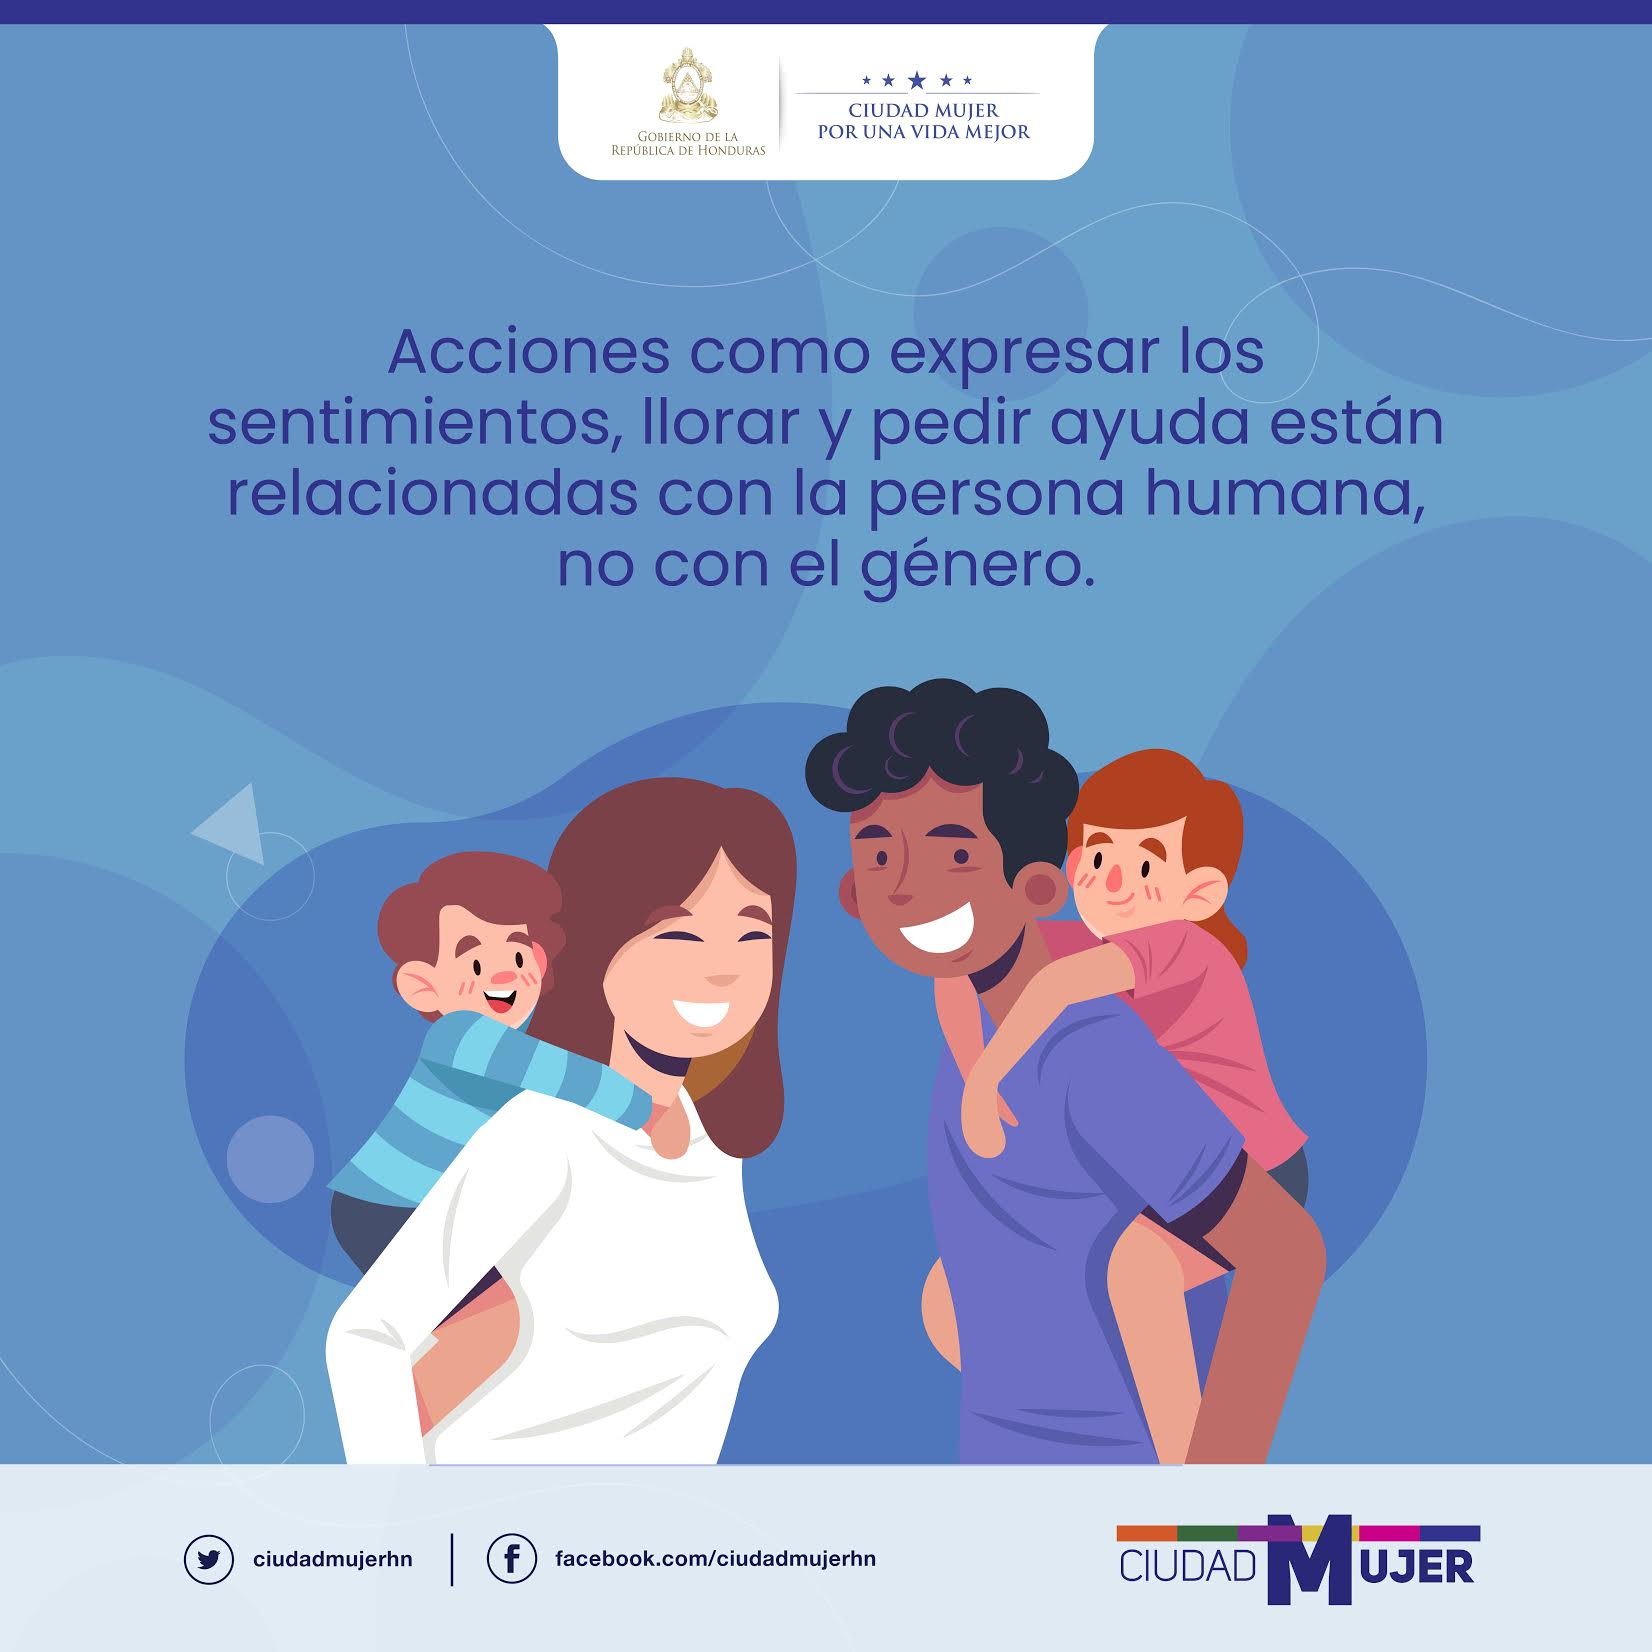 GOBIERNO DE LA
REPÚBLICA DE HONDURAS
CIUDAD MUJER
POR UNA VIDA MEJOR
Acciones como expresar los
sentimientos, llorar y pedir ayuda están
relacionadas con la persona humana,
no con el género.
ciudadmujerhn
facebook.com/ciudadmujerhn
CIUDAD MUJER